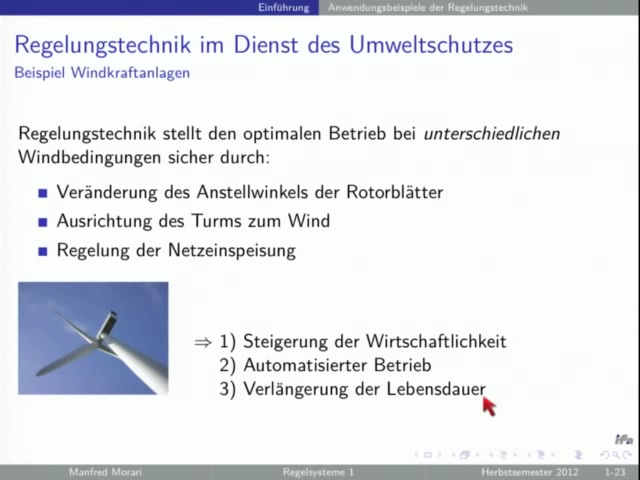 Einführung Anwendungsbeispiele der Regelungstechnik
Regelungstechnik im Dienst des Umweltschutzes
Beispiel Windkraftanlagen
Regelungstechnik stellt den optimalen Betrieb bei unterschiedlichen
Windbedingungen sicher durch:
Veränderung des Anstellwinkels der Rotorblätter
Ausrichtung des Turms zum Wind
Regelung der Netzeinspeisung
⇒ 1) Steigerung der Wirtschaftlichkeit
2) Automatisierter Betrieb
3) Verlängerung der Lebensdauer
ifa
Manfred Morari Regelsysteme 1 Herbstsemester 2012 1-23